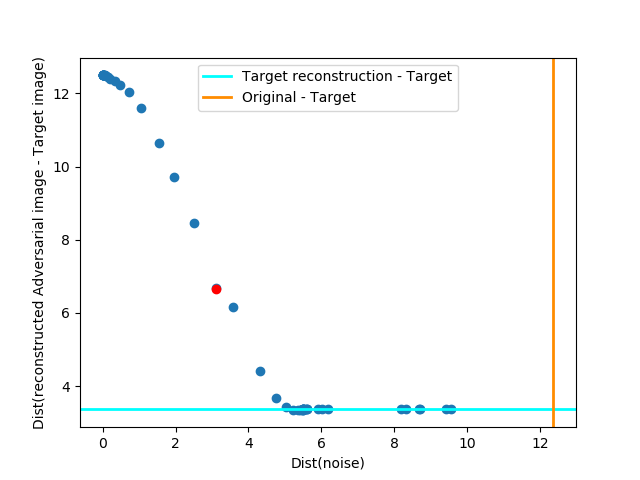 Target reconstruction - Target
Original - Target
Dist(reconstructed Adversarial image - Target image)
12
10
8
6
4
0 2 4 6 8 10 12
Dist(noise)